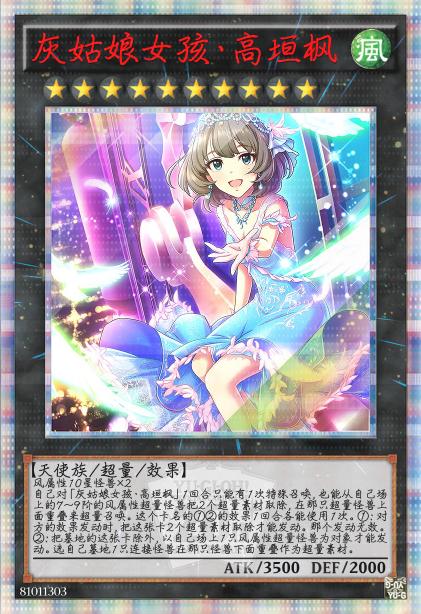 灰姑娘女孩·高垣枫
風
【天使族/超量/效果】
风属性10星怪兽×2
自己对「灰姑娘女孩·高垣枫」1回合只能有1次特殊召唤,也能从自己场
上的7~9阶的风属性超量怪兽把2个超量素材取除,在那只超量怪兽上
面重叠来超量召唤。这个卡名的①②的效果1回合各能使用1次。①:对
方的效果发动时,把这张卡2个超量素材取除才能发动。那个发动无效。
②:把墓地的这张卡除外,以自己场上1只风属性超量怪兽为对象才能发
动。选自己墓地1只连接怪兽在那只怪兽下面重叠作为超量素材。
ATK/3500 DEF/2000
81011303